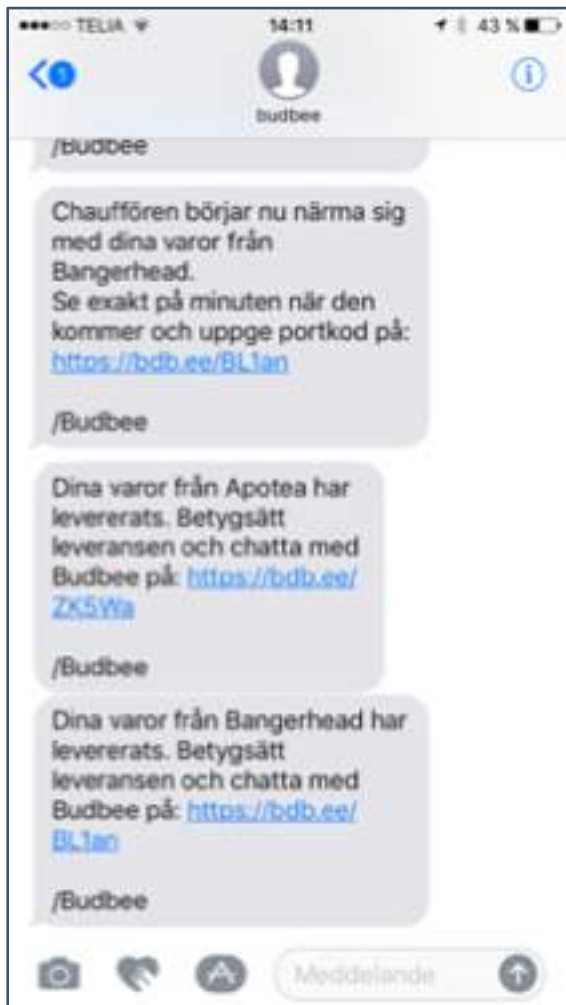 TELIA 14:11 43 %
1
budbee
/Budbee
Chauffören börjar nu närma sig
med dina varor från
Bangerhead.
Se exakt på minuten när den
kommer och uppge portkod på:
https://bdb.ee/BL1an
/Budbee
Dina varor från Apotea har
levererats. Betygsätt
leveransen och chatta med
Budbee på: https://bdb.ee/
ZK5Wa
/Budbee
Dina varor från Bangerhead har
levererats. Betygsätt
leveransen och chatta med
Budbee på: https://bdb.ee/
BL1an
/Budbee
Meddelande